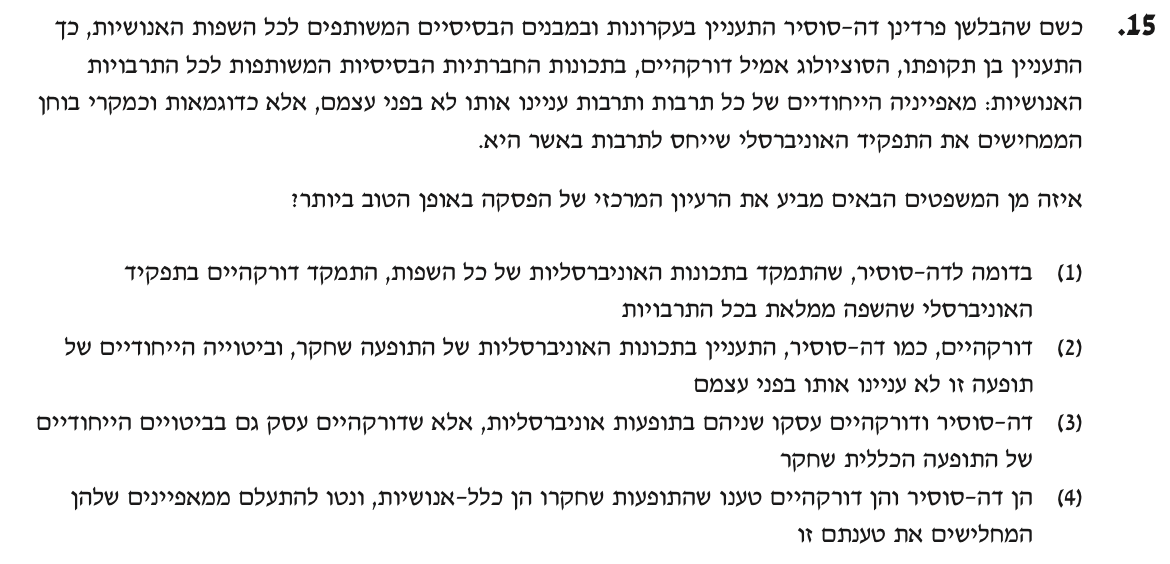 15. כשם שהבלשן פרדינן דה-סוסיר התעניין בעקרונות ובמבנים הבסיסיים המשותפים לכל השפות האנושיות, כך
התעניין בן תקופתו, הסוציולוג אמיל דורקהיים, בתכונות החברתיות הבסיסיות המשותפות לכל התרבויות
האנושיות: מאפייניה הייחודיים של כל תרבות ותרבות עניינו אותו לא בפני עצמם, אלא כדוגמאות וכמקרי בוחן
הממחישים את התפקיד האוניברסלי שייחס לתרבות באשר היא.
איזה מן המשפטים הבאים מביע את הרעיון המרכזי של הפסקה באופן הטוב ביותר?
(1) בדומה לדה-סוסיר, שהתמקד בתכונות האוניברסליות של כל השפות, התמקד דורקהיים בתפקיד
האוניברסלי שהשפה ממלאת בכל התרבויות
(2) דורקהיים, כמו דה-סוסיר, התעניין בתכונות האוניברסליות של התופעה שחקר, וביטוייה הייחודיים של
תופעה זו לא עניינו אותו בפני עצמם
(3) דה-סוסיר ודורקהיים עסקו שניהם בתופעות אוניברסליות, אלא שדורקהיים עסק גם בביטויים הייחודיים
של התופעה הכללית שחקר
(4) הן דה-סוסיר והן דורקהיים טענו שהתופעות שחקרו הן כלל-אנושיות, ונטו להתעלם ממאפיינים שלהן
המחלישים את טענתם זו